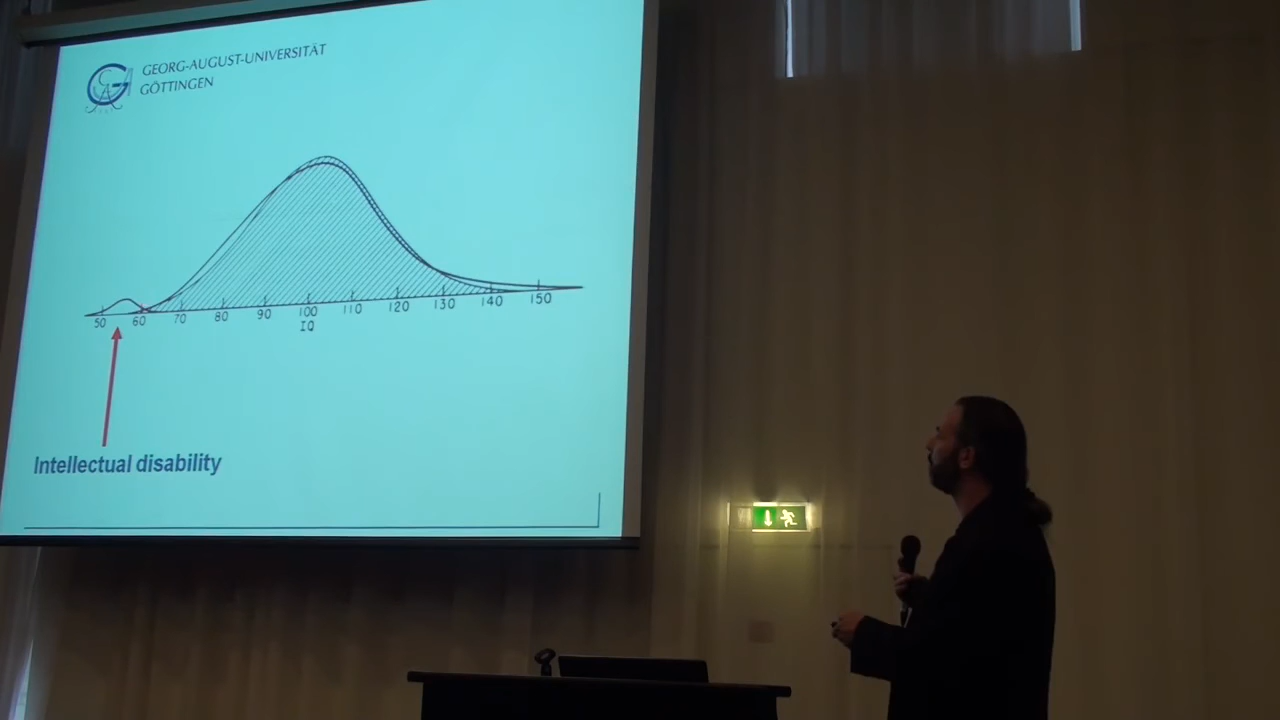 GEORG-AUGUST-UNIVERSITÄT
GÖTTINGEN
50 60 70 80 90 100 110 120 130 140 150
IQ
Intellectual disability